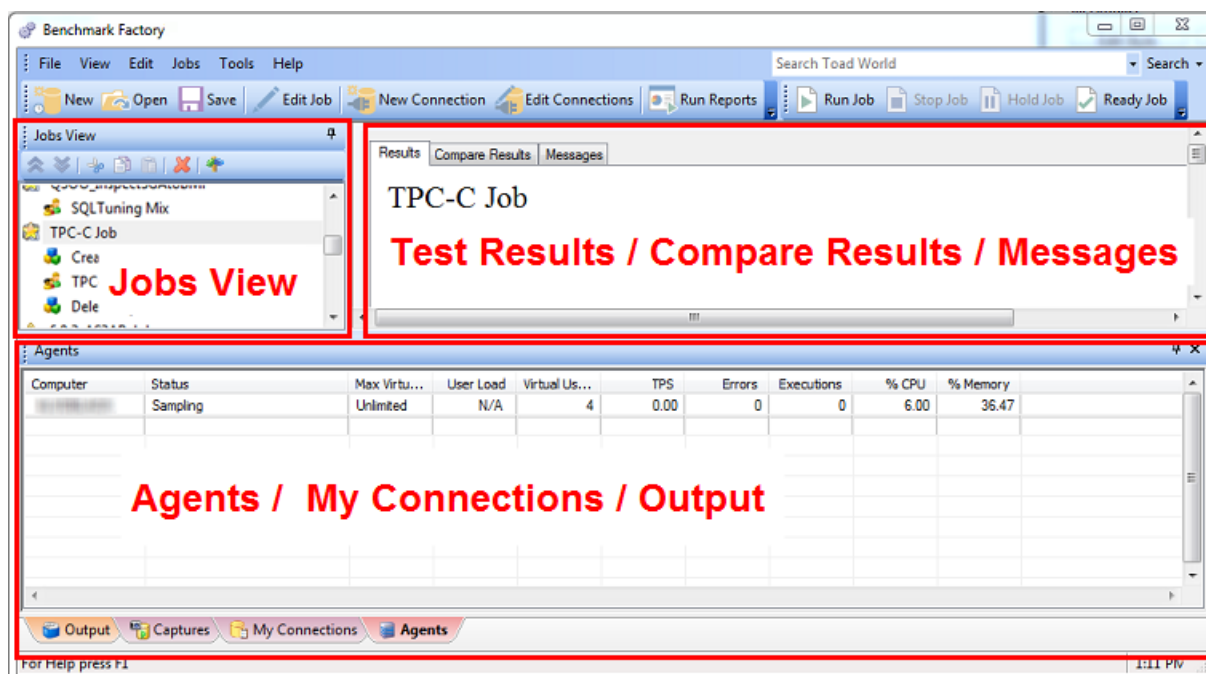 Benchmark Factory
File View Edit Jobs Tools Help
Search Toad World
Search
New Open Save Edit Job New Connection Edit Connections Run Reports Run Job Stop Job Hold Job Ready Job
Jobs View
SQLTuning Mix
TPC-C Job
Crea
TPC
Dele
Jobs View
Results Compare Results Messages
TPC-C Job
Test Results / Compare Results / Messages
Agents
Computer Status Max Virtu... User Load Virtual Us... TPS Errors Executions % CPU % Memory
Sampling Unlimited N/A 4 0.00 0 0 6.00 36.47
Agents / My Connections / Output
Output Captures My Connections Agents
For Help press F1
1:11 PM